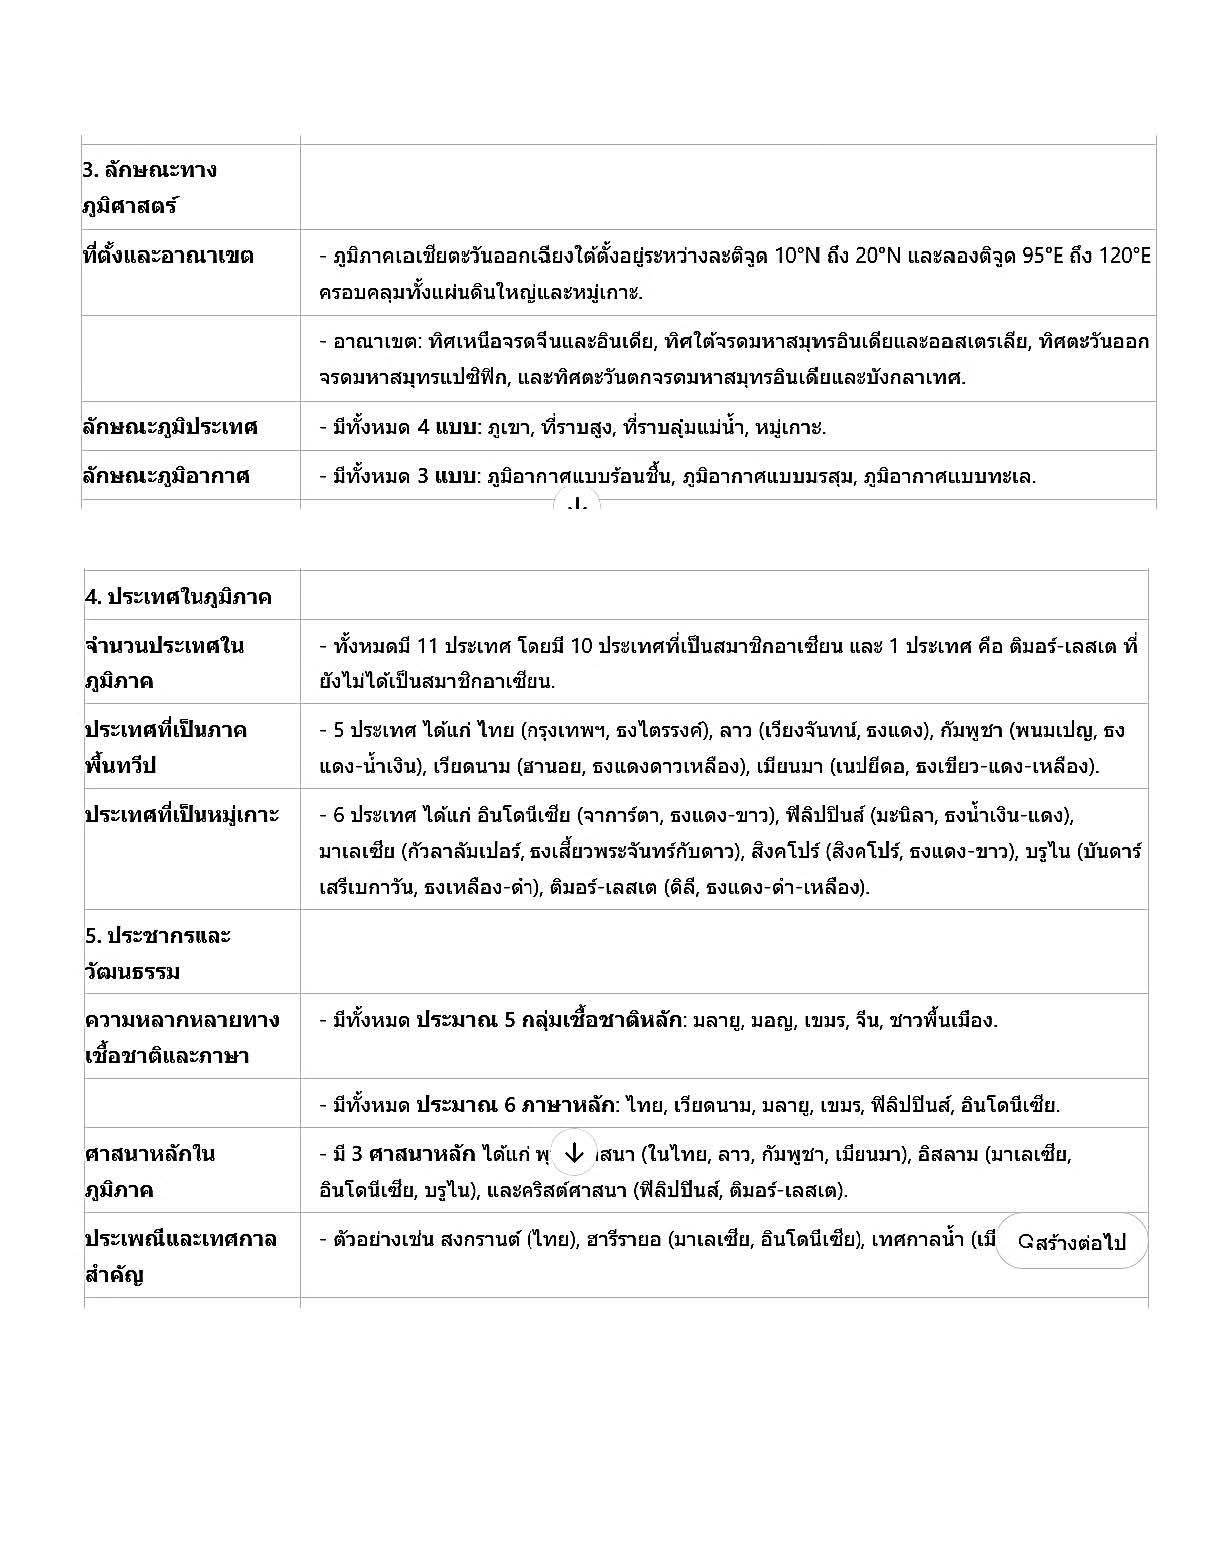 3. ลักษณะทาง
ภูมิศาสตร์
ที่ตั้งและอาณาเขต
- ภูมิภาคเอเชียตะวันออกเฉียงใต้ตั้งอยู่ระหว่างละติจูด 10°N ถึง 20°N และลองติจูด 95°E ถึง 120°E
ครอบคลุมทั้งแผ่นดินใหญ่และหมู่เกาะ.
- อาณาเขต: ทิศเหนือจรดจีนและอินเดีย, ทิศใต้จรดมหาสมุทรอินเดียและออสเตรเลีย, ทิศตะวันออก
จรดมหาสมุทรแปซิฟิก, และทิศตะวันตกจรดมหาสมุทรอินเดียและบังกลาเทศ.
ลักษณะภูมิประเทศ
- มีทั้งหมด 4 แบบ: ภูเขา, ที่ราบสูง, ที่ราบลุ่มแม่น้ำ, หมู่เกาะ.
ลักษณะภูมิอากาศ
- มีทั้งหมด 3 แบบ: ภูมิอากาศแบบร้อนชื้น, ภูมิอากาศแบบมรสุม, ภูมิอากาศแบบทะเล.
4. ประเทศในภูมิภาค
จำนวนประเทศใน
ภูมิภาค
- ทั้งหมดมี 11 ประเทศ โดยมี 10 ประเทศที่เป็นสมาชิกอาเซียน และ 1 ประเทศ คือ ติมอร์-เลสเต ที่
ยังไม่ได้เป็นสมาชิกอาเซียน.
ประเทศที่เป็นภาค
พื้นทวีป
- 5 ประเทศ ได้แก่ ไทย (กรุงเทพฯ, ธงไตรรงค์), ลาว (เวียงจันทน์, ธงแดง), กัมพูชา (พนมเปญ, ธง
แดง-น้ำเงิน), เวียดนาม (ฮานอย, ธงแดงดาวเหลือง), เมียนมา (เนปยีดอ, ธงเขียว-แดง-เหลือง).
ประเทศที่เป็นหมู่เกาะ
- 6 ประเทศ ได้แก่ อินโดนีเซีย (จาการ์ตา, ธงแดง-ขาว), ฟิลิปปินส์ (มะนิลา, ธงน้ำเงิน-แดง),
มาเลเซีย (กัวลาลัมเปอร์, ธงเสี้ยวพระจันทร์กับดาว), สิงคโปร์ (สิงคโปร์, ธงแดง-ขาว), บรูไน (บันดาร์
เสรีเบกาวัน, ธงเหลือง-ดำ), ติมอร์-เลสเต (ดิลี, ธงแดง-ดำ-เหลือง).
5. ประชากรและ
วัฒนธรรม
ความหลากหลายทาง
เชื้อชาติและภาษา
- มีทั้งหมด ประมาณ 5 กลุ่มเชื้อชาติหลัก: มลายู, มอญ, เขมร, จีน, ชาวพื้นเมือง.
- มีทั้งหมด ประมาณ 6 ภาษาหลัก: ไทย, เวียดนาม, มลายู, เขมร, ฟิลิปปินส์, อินโดนีเซีย.
ศาสนาหลักใน
ภูมิภาค
- มี 3 ศาสนาหลัก ได้แก่ (ในไทย, ลาว, กัมพูชา, เมียนมา), อิสลาม (มาเลเซีย,
อินโดนีเซีย, บรูไน), และคริสต์ศาสนา (ฟิลิปปินส์, ติมอร์-เลสเต).
ประเพณีและเทศกาล
สำคัญ
- ตัวอย่างเช่น สงกรานต์ (ไทย), ฮารีรายอ (มาเลเซีย, อินโดนีเซีย), เทศกาลน้ำ
สร้างต่อไป